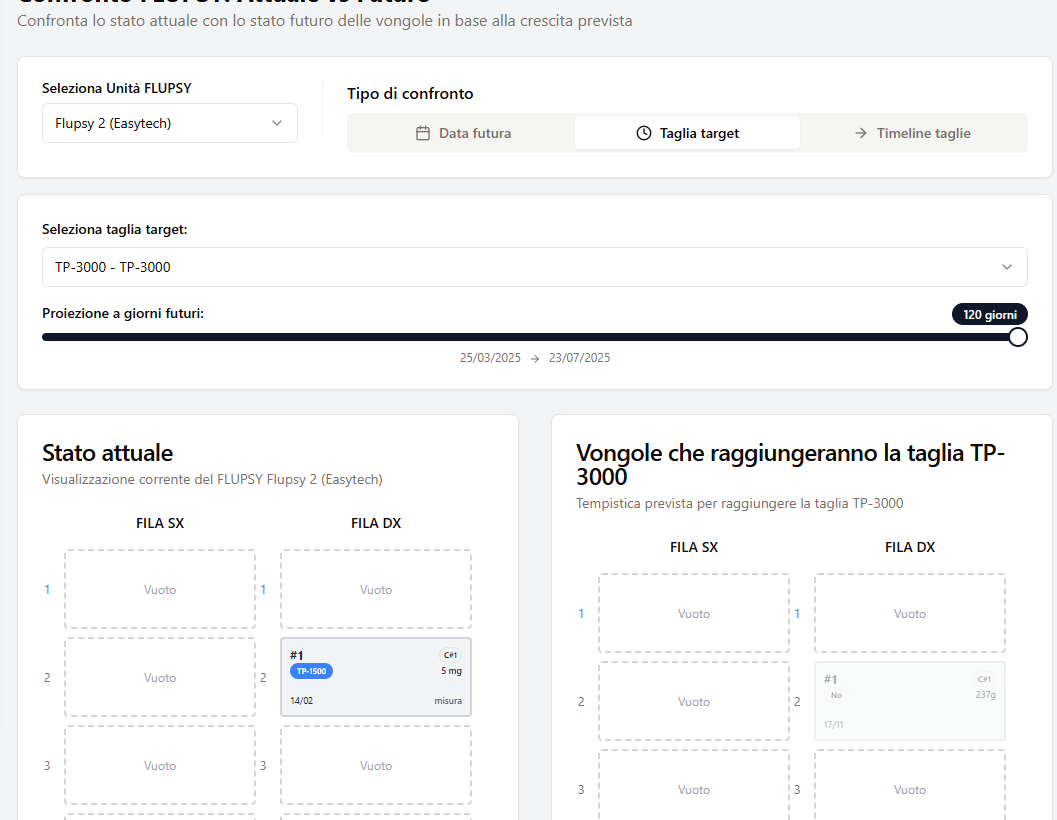 Confronto FLUPSY: Attuale vs Futuro
Confronta lo stato attuale con lo stato futuro delle vongole in base alla crescita prevista
Seleziona Unità FLUPSY
Flupsy 2 (Easytech)
Tipo di confronto
Data futura
Taglia target
Timeline taglie
Seleziona taglia target:
TP-3000 - TP-3000
Proiezione a giorni futuri:
120 giorni
25/03/2025 → 23/07/2025
Stato attuale
Visualizzazione corrente del FLUPSY Flupsy 2 (Easytech)
FILA SX
FILA DX
1
Vuoto
1
Vuoto
2
Vuoto
2
#1
C#1
TP-1500
5 mg
14/02
misura
3
Vuoto
3
Vuoto
Vongole che raggiungeranno la taglia TP-
3000
Tempistica prevista per raggiungere la taglia TP-3000
FILA SX
FILA DX
1
Vuoto
1
Vuoto
2
Vuoto
2
#1
C#1
No
237g
17/11
3
Vuoto
3
Vuoto